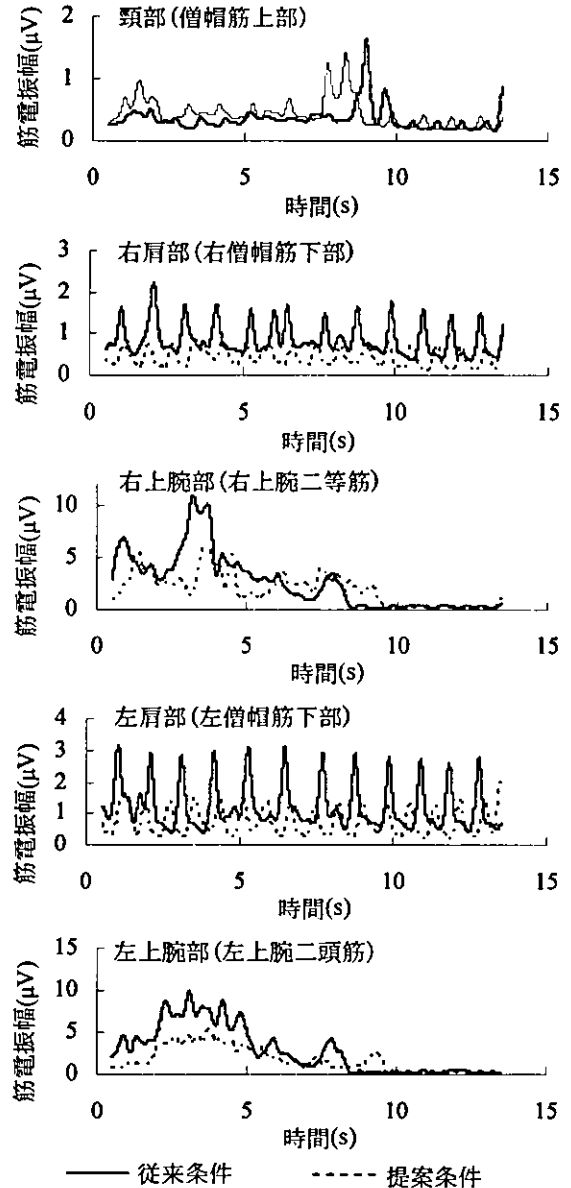 頸部(僧帽筋上部)
筋電振幅(μV)
2
1
0
0 5 10 15
時間(s)
右肩部(右僧帽筋下部)
筋電振幅(μV)
3
2
1
0
0 5 10 15
時間(s)
右上腕部(右上腕二等筋)
筋電振幅(μV)
10
5
0
0 5 10 15
時間(s)
左肩部(左僧帽筋下部)
筋電振幅(μV)
4
3
2
1
0
0 5 10 15
時間(s)
左上腕部(左上腕二頭筋)
筋電振幅(μV)
15
10
5
0
0 5 10 15
時間(s)
従来条件 提案条件